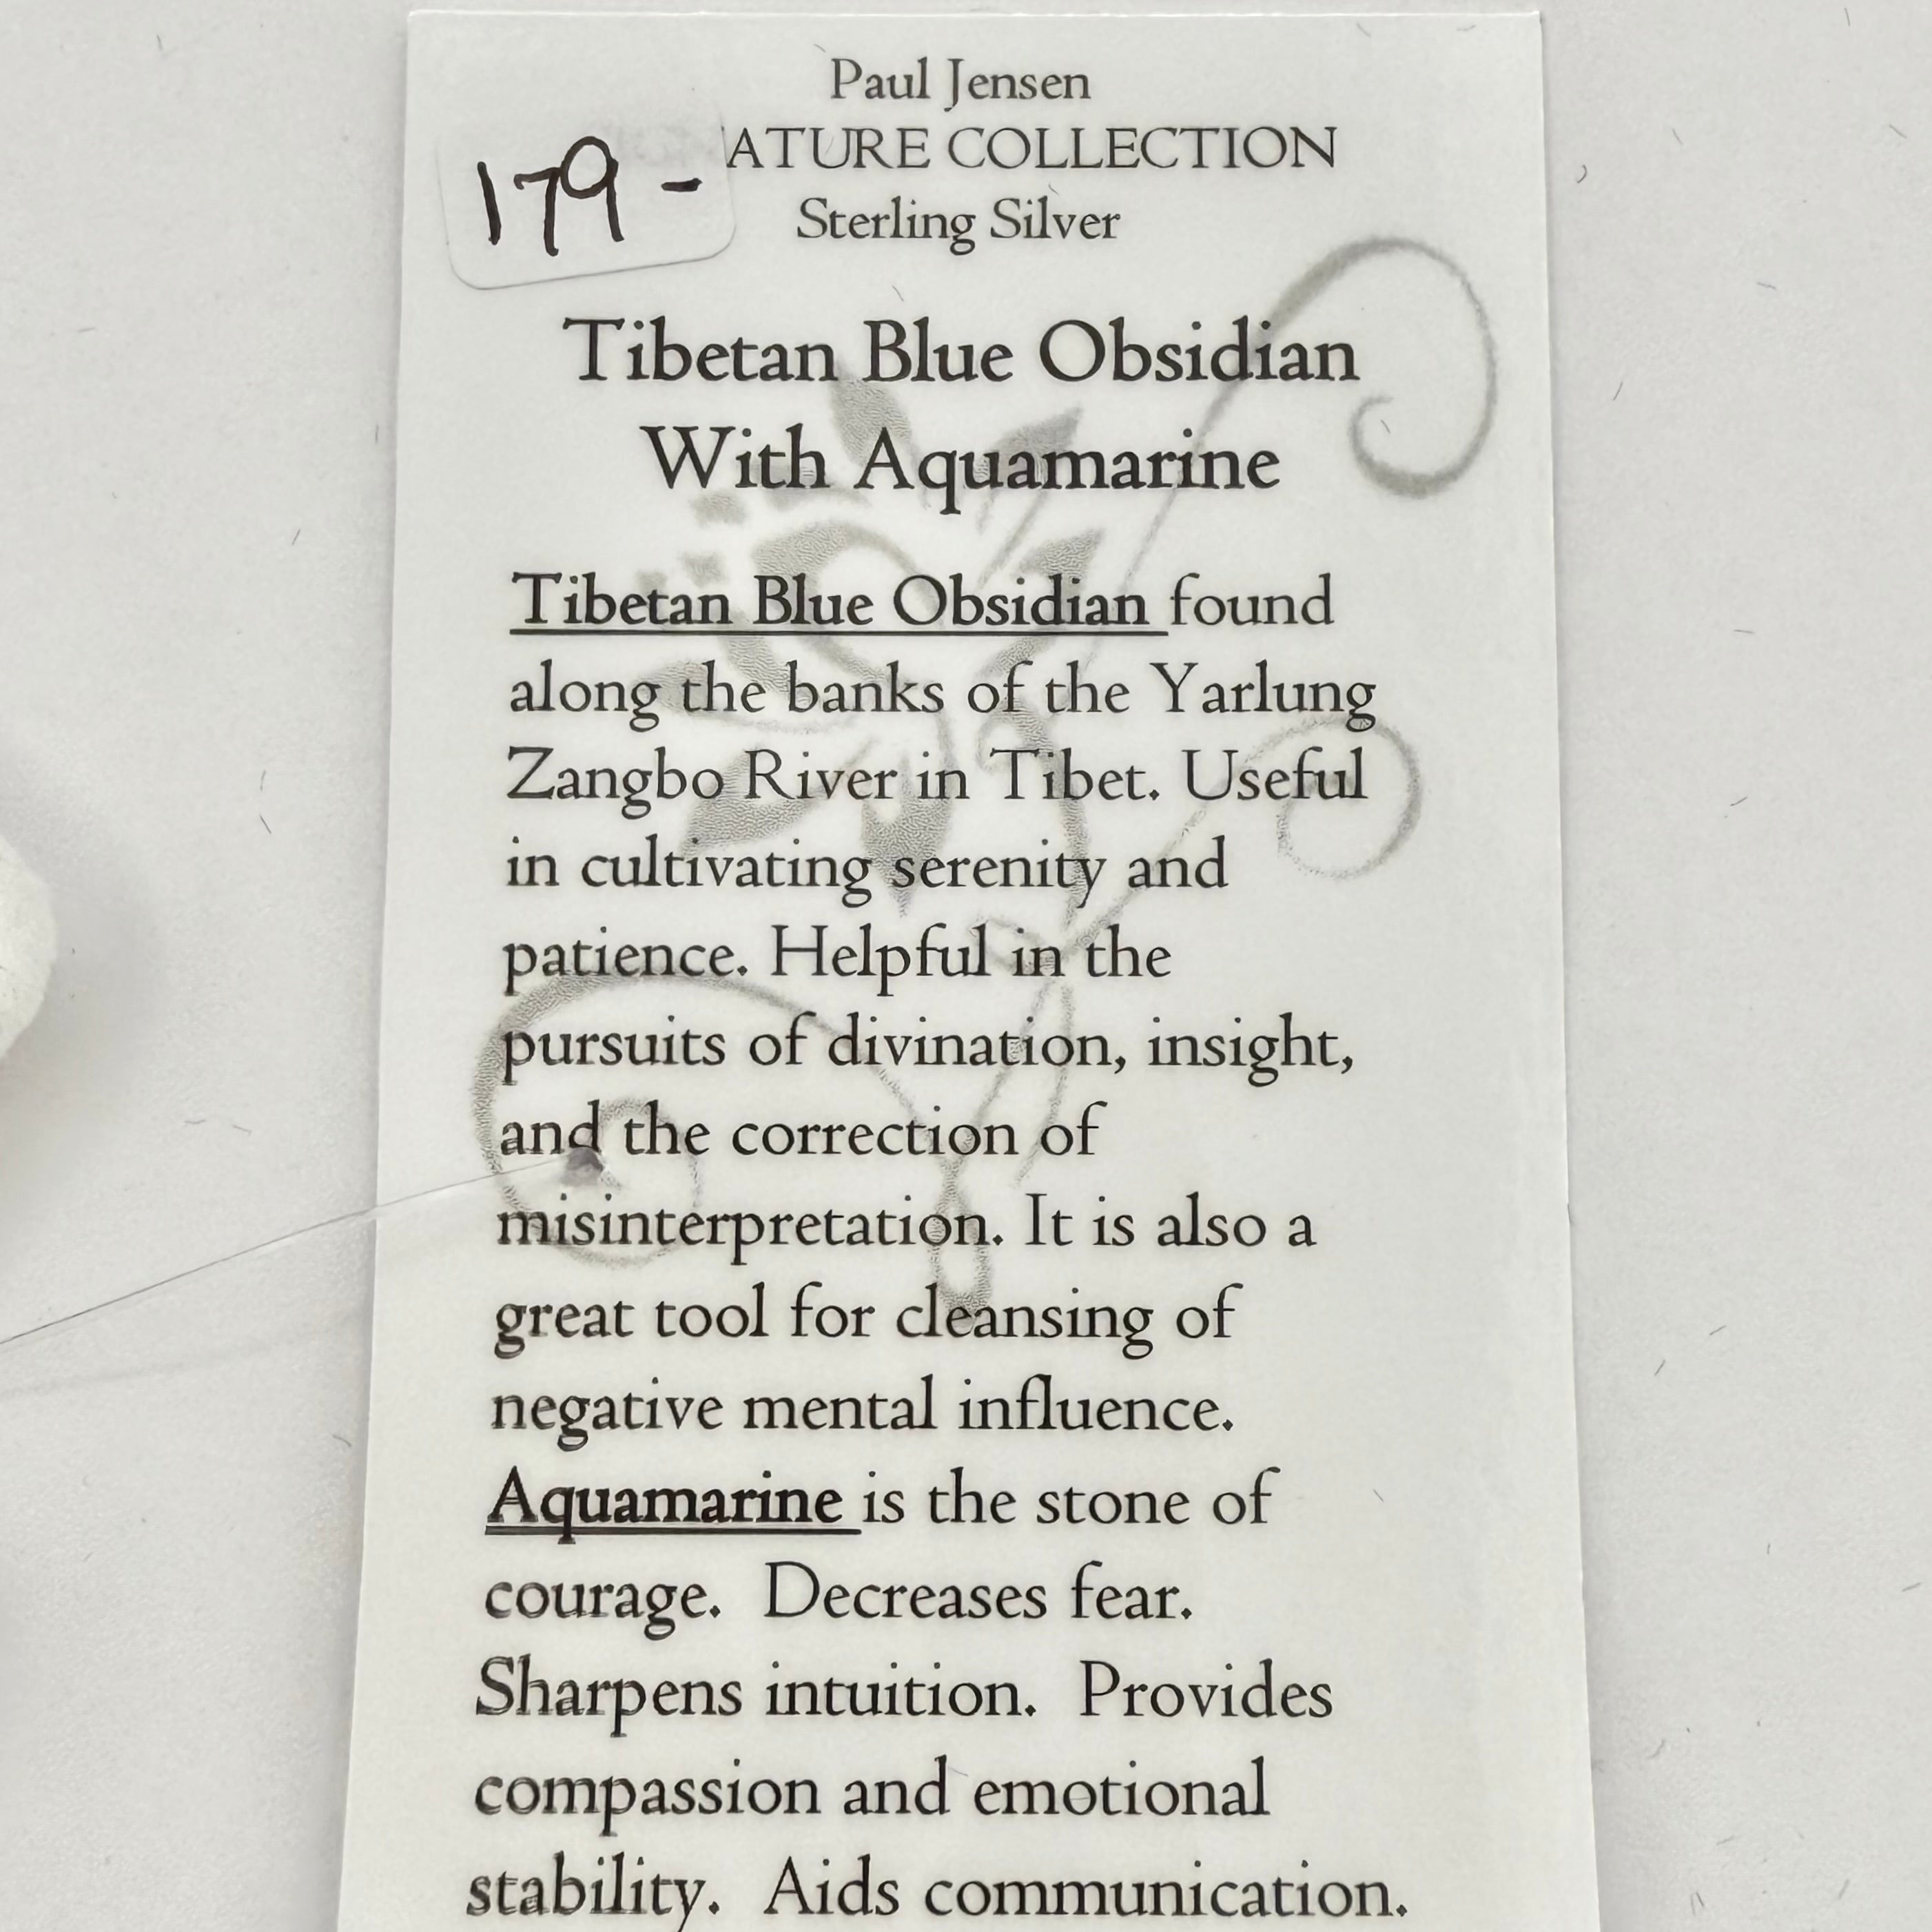 Paul Jensen
ATURE COLLECTION
179 -
Sterling Silver
Tibetan Blue Obsidian
With Aquamarine
Tibetan Blue Obsidian found
along the banks of the Yarlung
Zangbo River in Tibet. Useful
in cultivating serenity and
patience. Helpful in the
pursuits of divination, insight,
and the correction of
misinterpretation. It is also a
great tool for cleansing of
negative mental influence.
Aquamarine is the stone of
courage.  Decreases fear.
Sharpens intuition.  Provides
compassion and emotional
stability.  Aids communication.